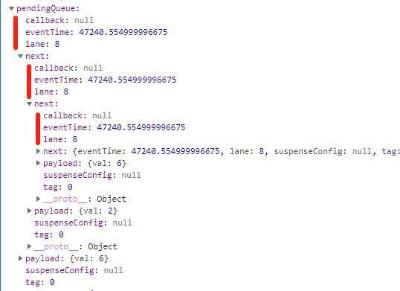 ▼ pendingQueue:
callback: null
eventTime: 47240.554999996675
lane: 8
▼ next:
callback: null
eventTime: 47240.554999996675
lane: 8
▼ next:
callback: null
eventTime: 47240.554999996675
lane: 8
▶ next: {eventTime: 47240.554999996675, lane: 8, suspenseConfig: null, tag:
▶ payload: {val: 6}
suspenseConfig: null
tag: 0
▶ __proto__: Object
▶ payload: {val: 2}
suspenseConfig: null
tag: 0
▶ __proto__: Object
▶ payload: {val: 6}
suspenseConfig: null
tag: 0